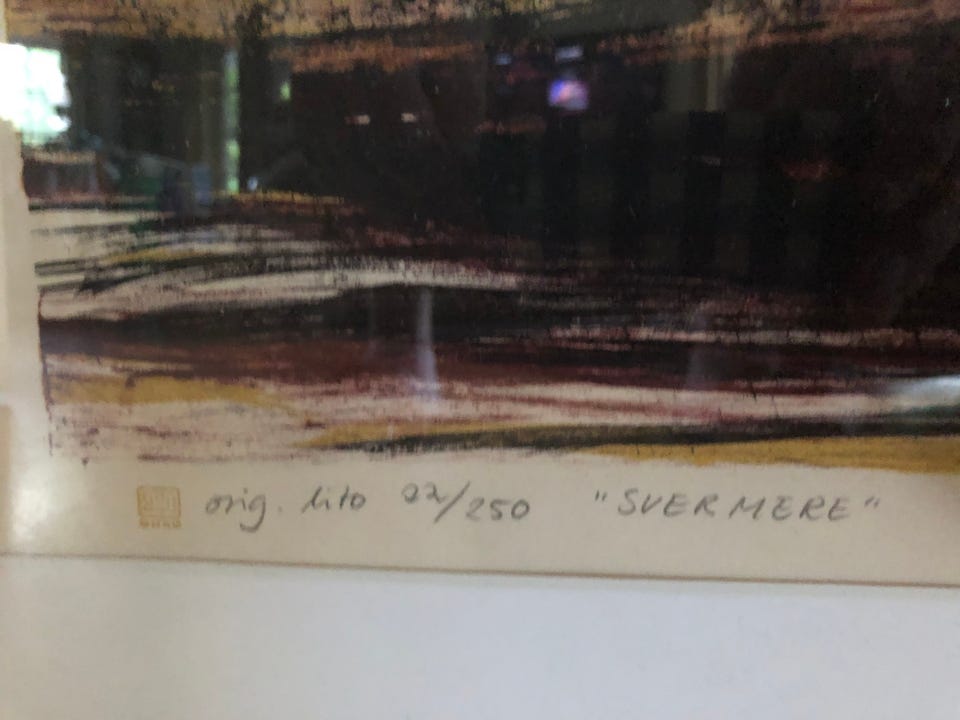 orig. lito 22/250 "SVERMERE"